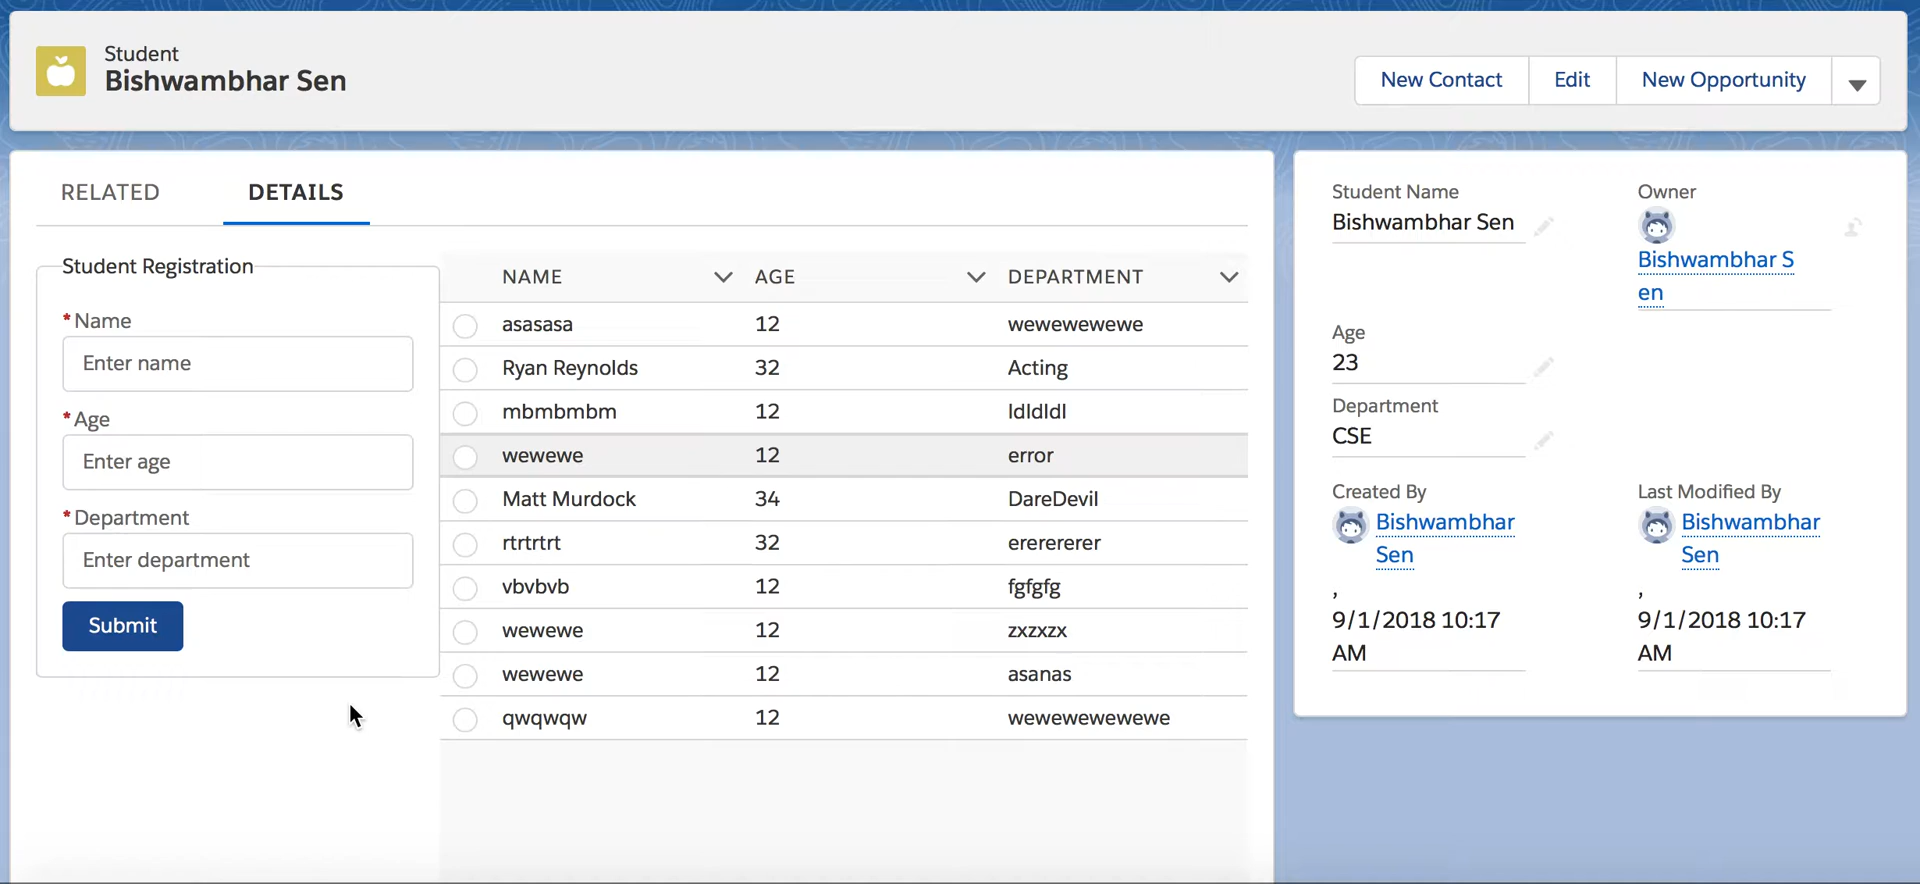 Student
Bishwambhar Sen
New Contact
Edit
New Opportunity
RELATED
DETAILS
Student Registration
*Name
Enter name
*Age
Enter age
*Department
Enter department
Submit
NAME AGE DEPARTMENT
asasasa 12 wewewewewe
Ryan Reynolds 32 Acting
mbmbmbm 12 ldldldl
wewewe 12 error
Matt Murdock 34 DareDevil
rtrtrtrt 32 erererere​r
vbvbvb 12 fgfgfg
wewewe 12 zxzxzx
wewewe 12 asanas
qwqwqw 12 wewewewewewe
Student Name
Bishwambhar Sen
Owner
Bishwambhar S
en
Age
23
Department
CSE
Created By
Bishwambhar
Sen
,
9/1/2018 10:17
AM
Last Modified By
Bishwambhar
Sen
,
9/1/2018 10:17
AM